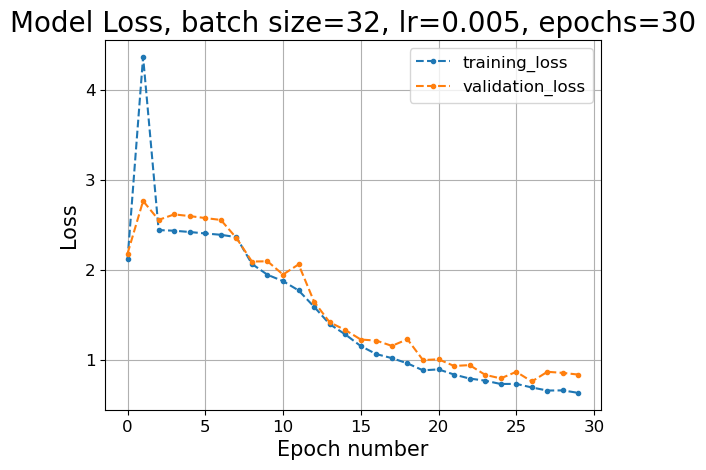 Model Loss, batch size=32, lr=0.005, epochs=30
training_loss
validation_loss
Loss
4
3
2
1
0 5 10 15 20 25 30
Epoch number